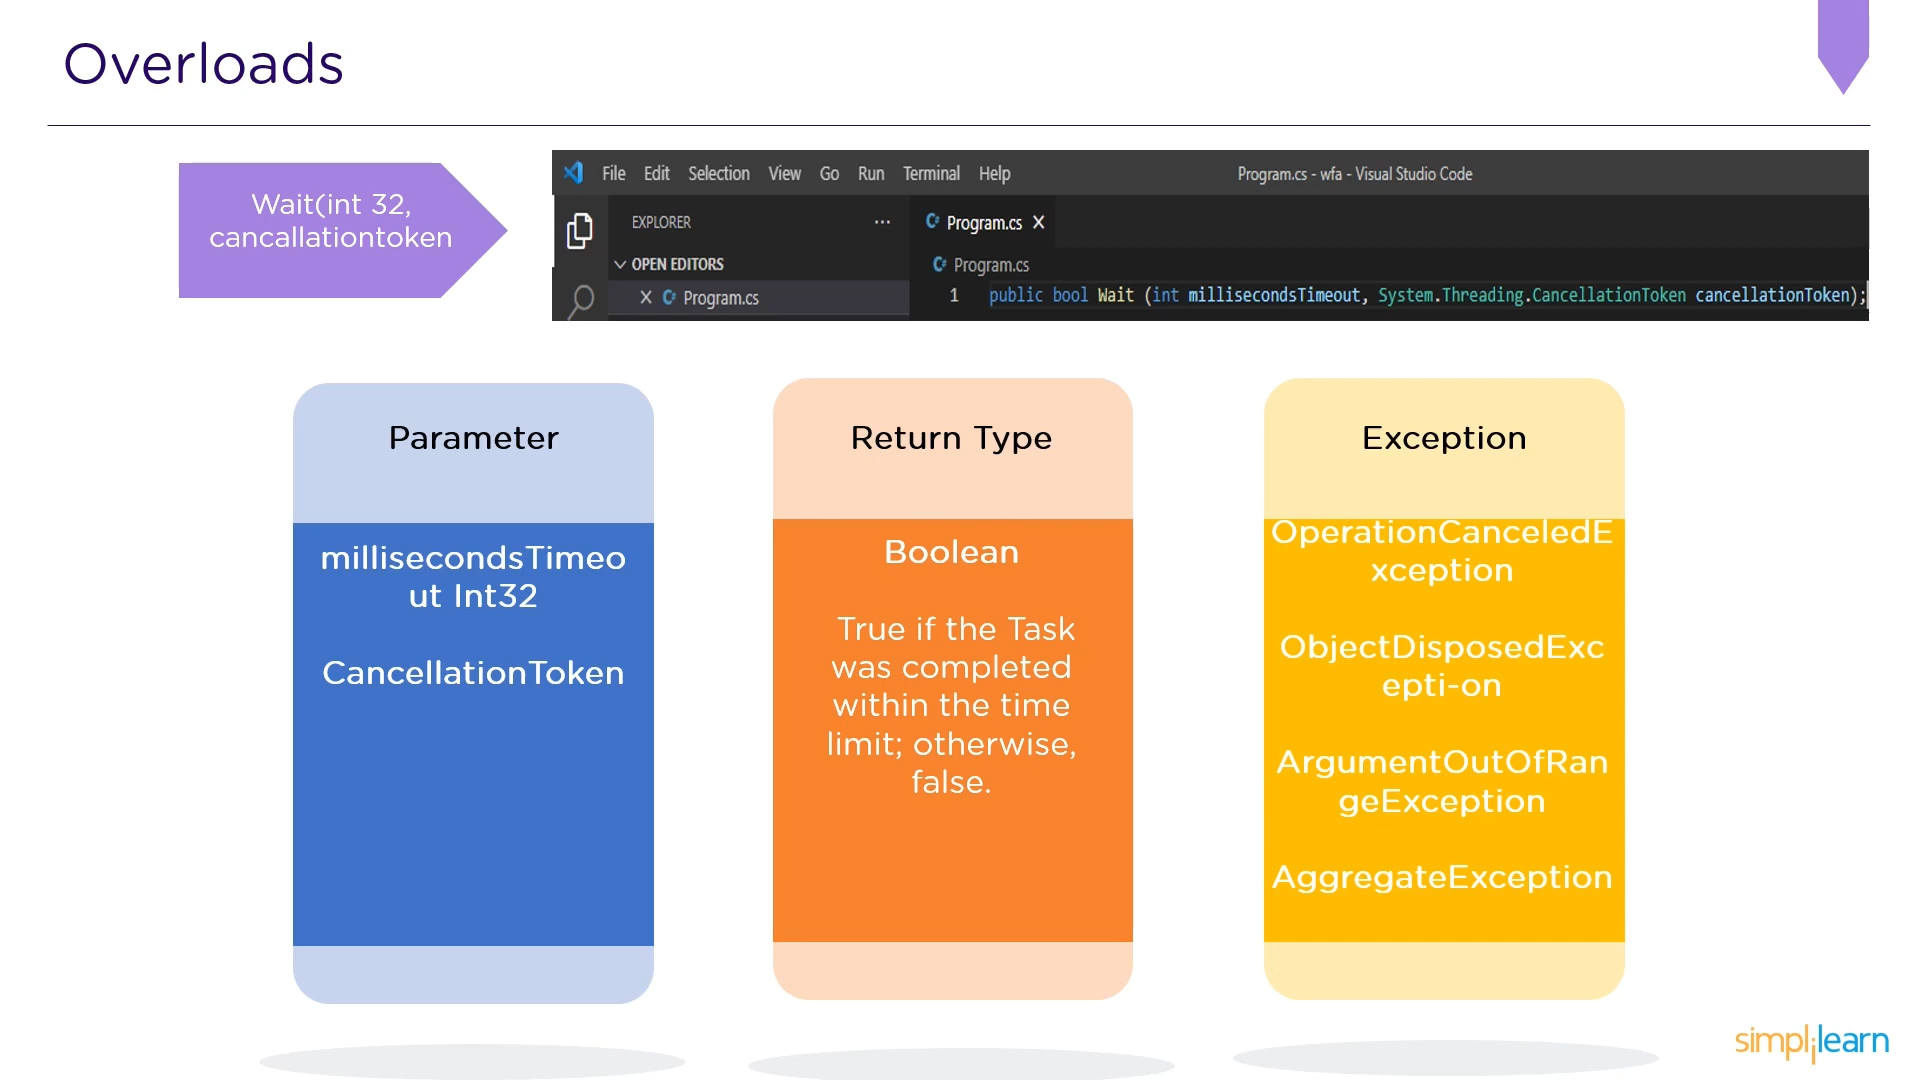 Overloads
Wait(int 32,
cancallationtoken
File Edit Selection View Go Run Terminal Help
Program.cs - wfa - Visual Studio Code
EXPLORER ...
Program.cs X
OPEN EDITORS
Program.cs
X Program.cs
1 public bool Wait (int millisecondsTimeout, System.Threading.CancellationToken cancellationToken);
Parameter
millisecondsTimeo
ut Int32
CancellationToken
Return Type
Boolean
True if the Task
was completed
within the time
limit; otherwise,
false.
Exception
OperationCanceledE
xception
ObjectDisposedExc
epti-on
ArgumentOutOfRan
geException
AggregateException
simplilearn